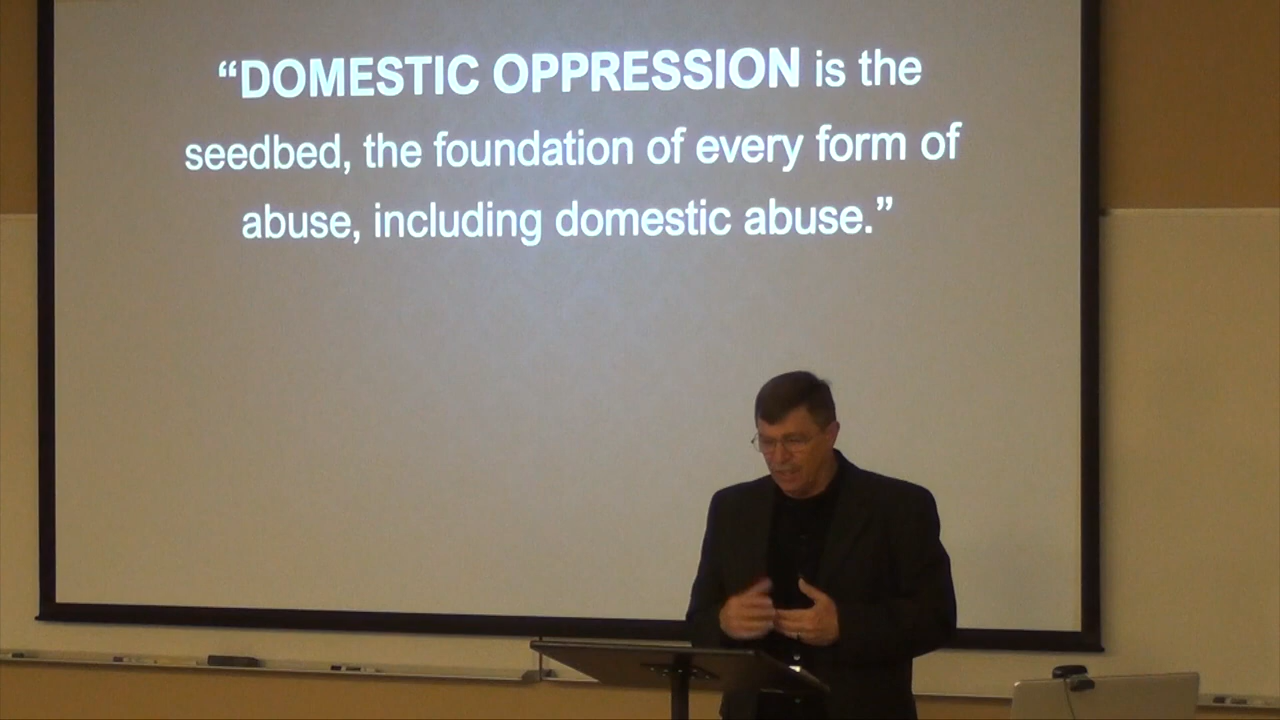 “DOMESTIC OPPRESSION is the
seedbed, the foundation of every form of
abuse, including domestic abuse.”